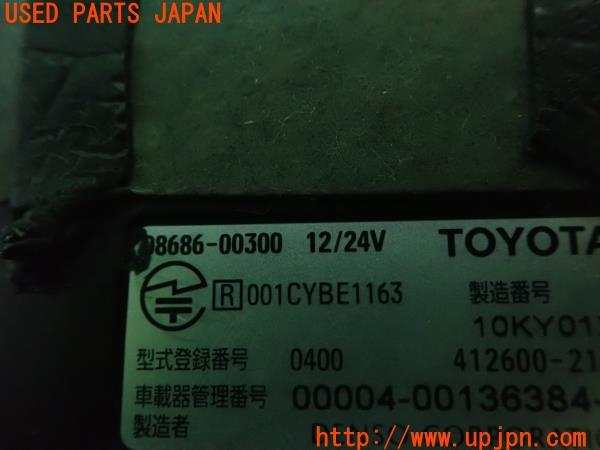 USED PARTS JAPAN
08686-00300 12/24V TOYOTA
R 001CYBE1163 製造番号
10KY01
型式登録番号 0400 412600-21
車載器管理番号 00004-00136384-
製造者 DENSO CORPORATIO
http://www.upjpn.com/